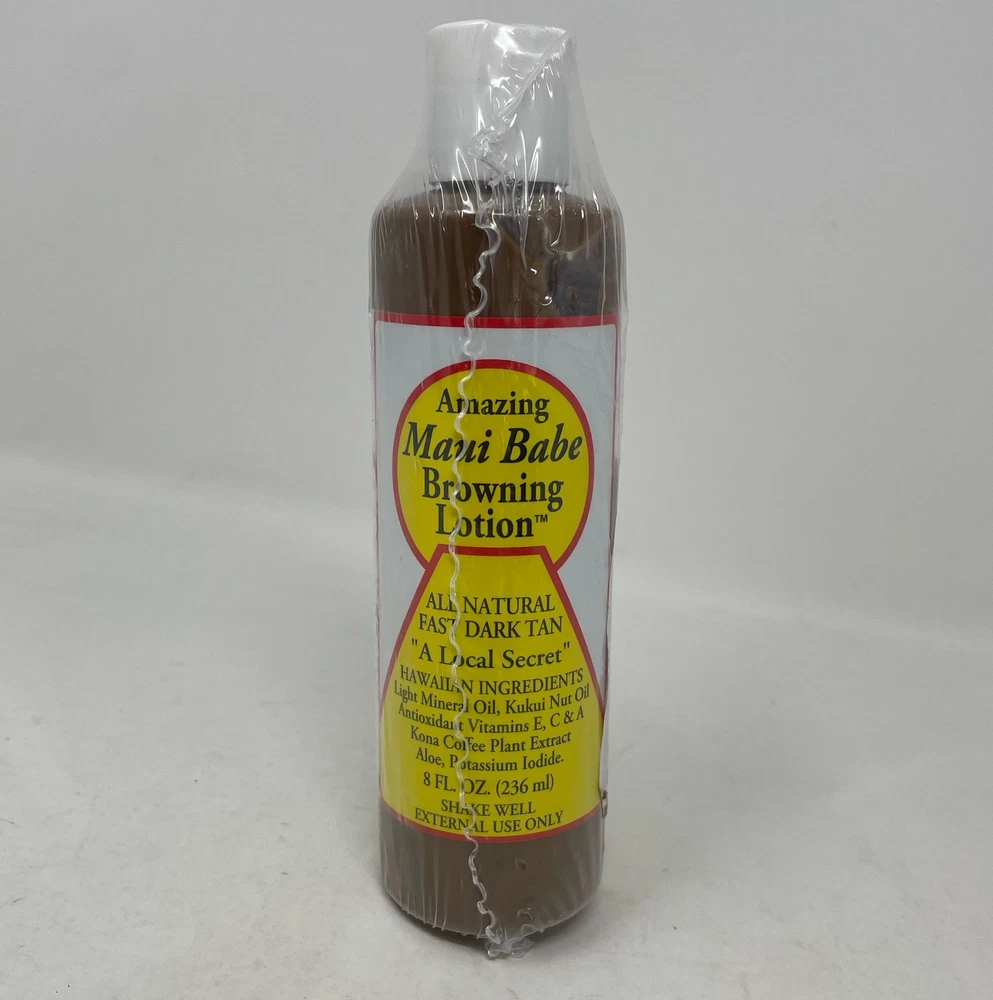 Amazing
Maui Babe
Browning
Lotion™
ALL NATURAL
FAST DARK TAN
"A Local Secret"
HAWAIIAN INGREDIENTS
Light Mineral Oil, Kukui Nut Oil
Antioxidant Vitamins E, C & A
Kona Coffee Plant Extract
Aloe, Potassium Iodide.
8 FL. OZ. (236 ml)
SHAKE WELL
EXTERNAL USE ONLY